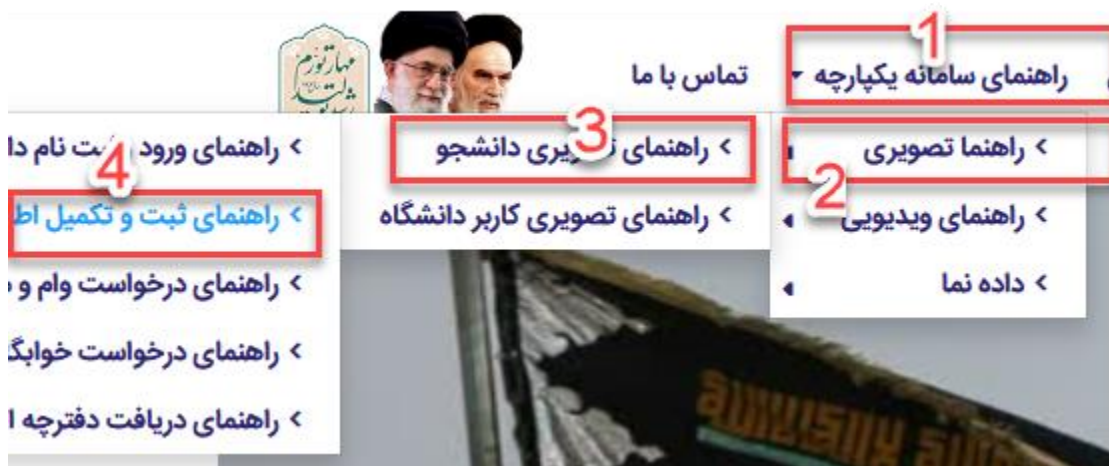 راهنمای سامانه یکپارچه
تماس با ما
1
راهنما تصویری
راهنمای ویدیویی
داده نما
2
راهنمای تصویری دانشجو
راهنمای تصویری کاربر دانشگاه
3
راهنمای ورود و ثبت نام
راهنمای ثبت و تکمیل
راهنمای درخواست وام و
راهنمای درخواست
راهنمای دریافت دفترچه
4